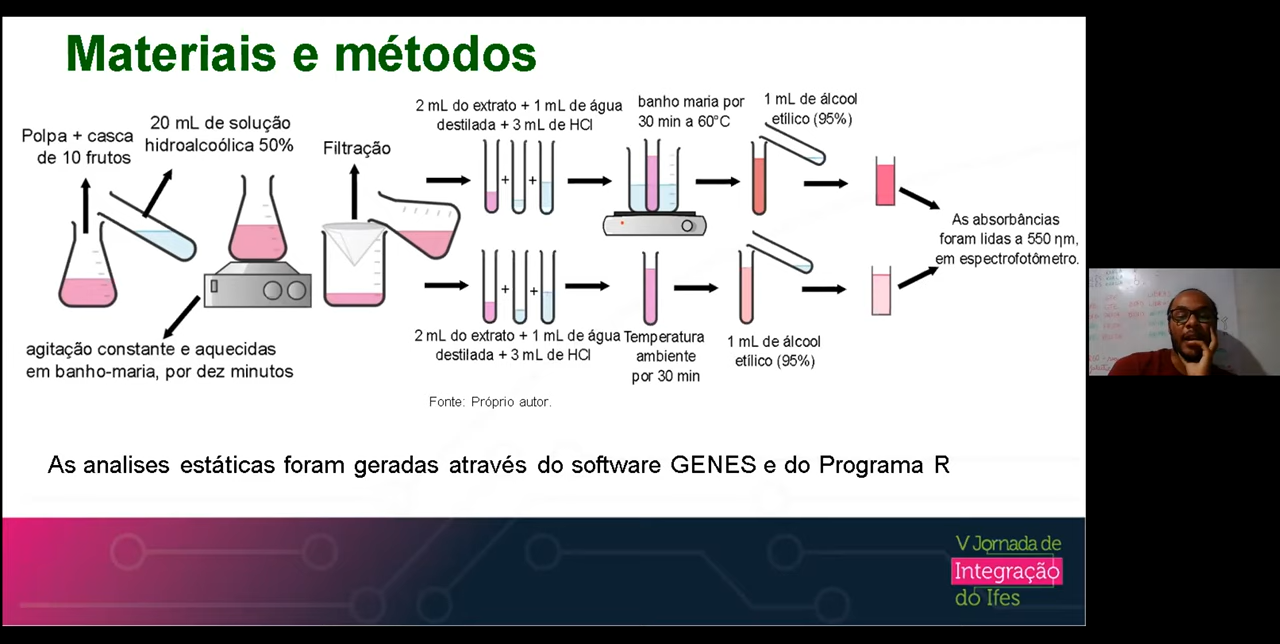 Materiais e métodos
Polpa + casca
de 10 frutos
20 mL de solução
hidroalcoólica 50%
Filtração
2 mL do extrato + 1 mL de água
destilada + 3 mL de HCl
banho maria por
30 min a 60°C
1 mL de álcool
etílico (95%)
+ +
As absorbâncias
foram lidas a 550 ηm,
em espectrofotômetro.
+ +
2 mL do extrato + 1 mL de água
destilada + 3 mL de HCl
Temperatura
ambiente
por 30 min
1 mL de álcool
etílico (95%)
agitação constante e aquecidas
em banho-maria, por dez minutos
Fonte: Próprio autor.
As analises estáticas foram geradas através do software GENES e do Programa R
V Jornada de
Integração
do Ifes